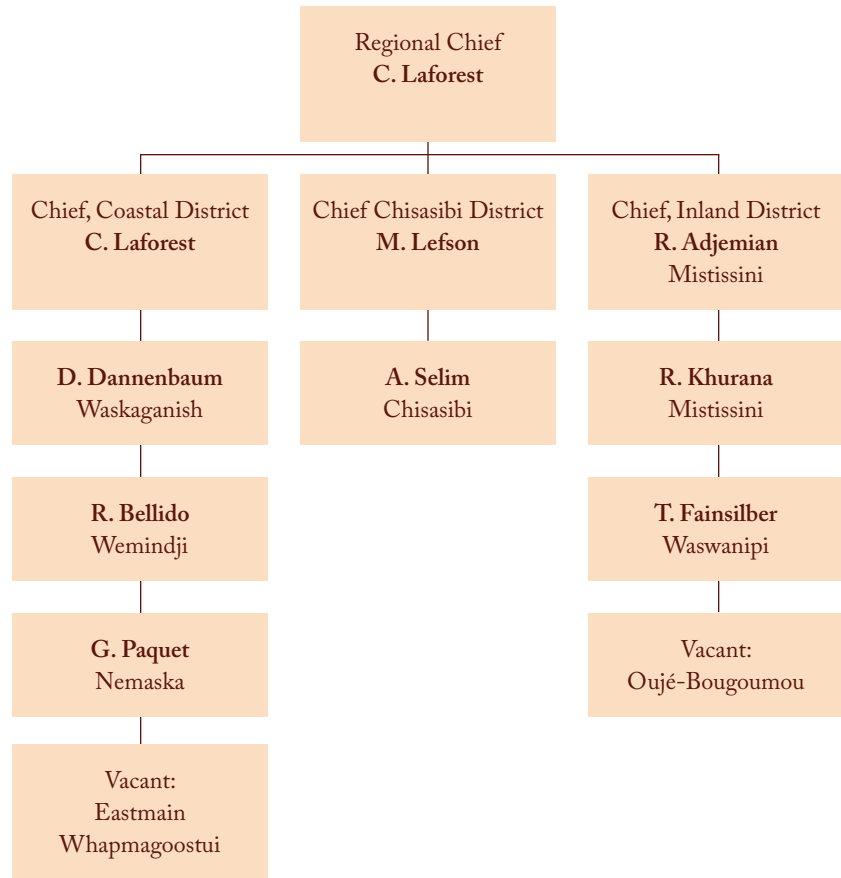 Regional Chief
C. Laforest
Chief, Coastal District
C. Laforest
Chief Chisasibi District
M. Lefson
Chief, Inland District
R. Adjemian
Mistissini
D. Dannenbaum
Waskaganish
A. Selim
Chisasibi
R. Khurana
Mistissini
R. Bellido
Wemindji
T. Fainsilber
Waswanipi
G. Paquet
Nemaska
Vacant:
Oujé-Bougoumou
Vacant:
Eastmain
Whapmagoostui